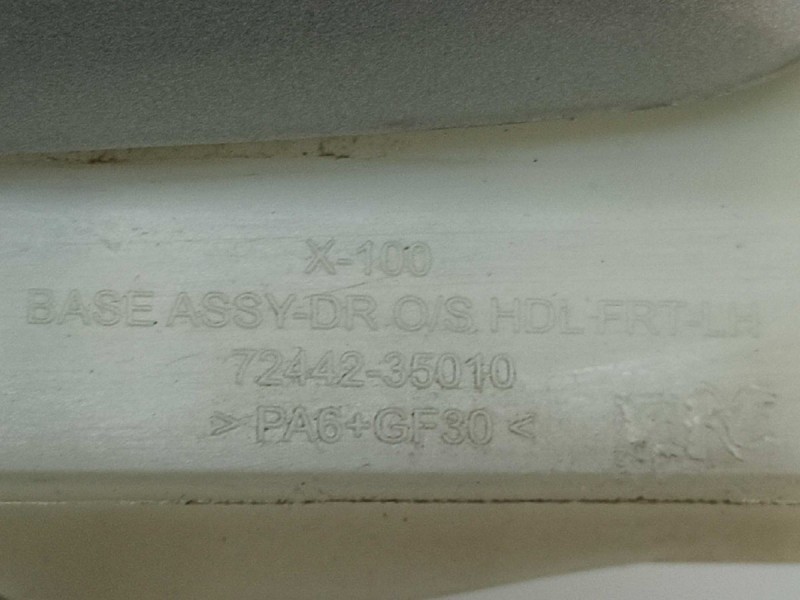 X-100
BASE ASSY-DR O/S HDL FRT-LH
72442-35010
> PA6+GF30 <